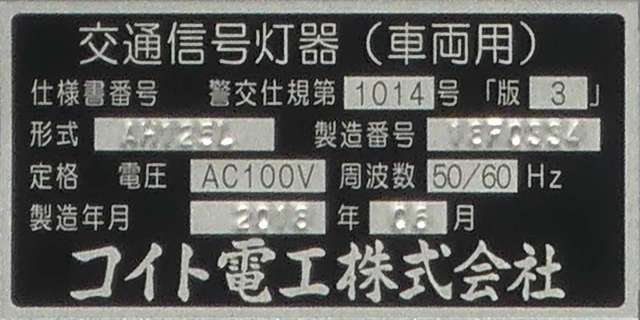 交通信号灯器（車両用）
仕様書番号 警交仕規第 1014 号 「版 3 」
形式 製造番号
定格 電圧 AC100V 周波数 50/60 Hz
製造年月 年 月
コイト電工株式会社